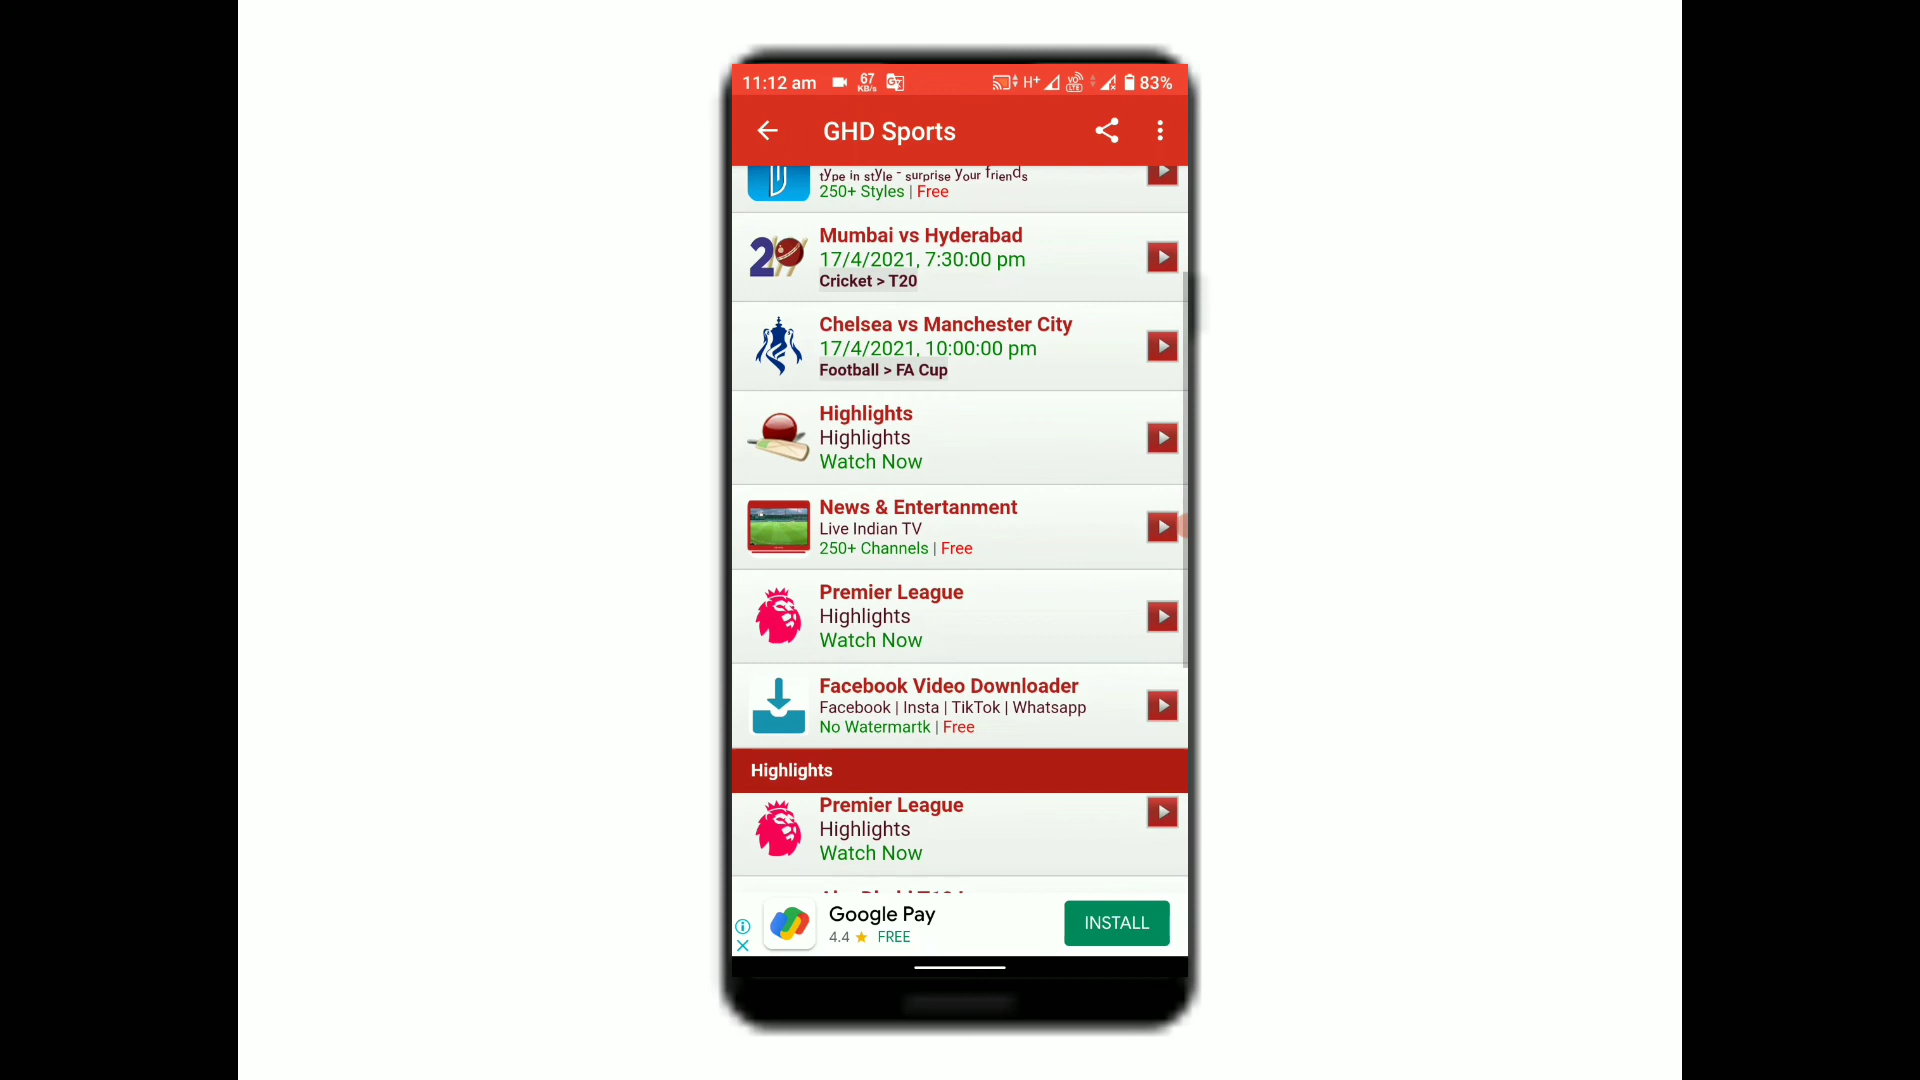 11:12 am 67 KB/s H+ VO LTE 83%
GHD Sports
type in style - surprise your friends
250+ Styles | Free
Mumbai vs Hyderabad
17/4/2021, 7:30:00 pm
Cricket > T20
Chelsea vs Manchester City
17/4/2021, 10:00:00 pm
Football > FA Cup
Highlights
Highlights
Watch Now
News & Entertanment
Live Indian TV
250+ Channels | Free
Premier League
Highlights
Watch Now
Facebook Video Downloader
Facebook | Insta | TikTok | Whatsapp
No Watermartk | Free
Highlights
Premier League
Highlights
Watch Now
Google Pay
4.4 ★ FREE
INSTALL